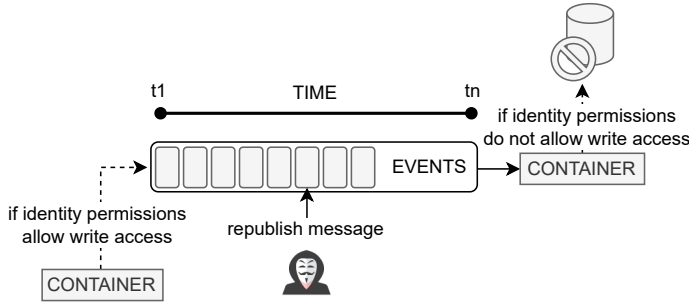 t1
TIME
tn
if identity permissions
do not allow write access
EVENTS
CONTAINER
if identity permissions
allow write access
republish message
CONTAINER